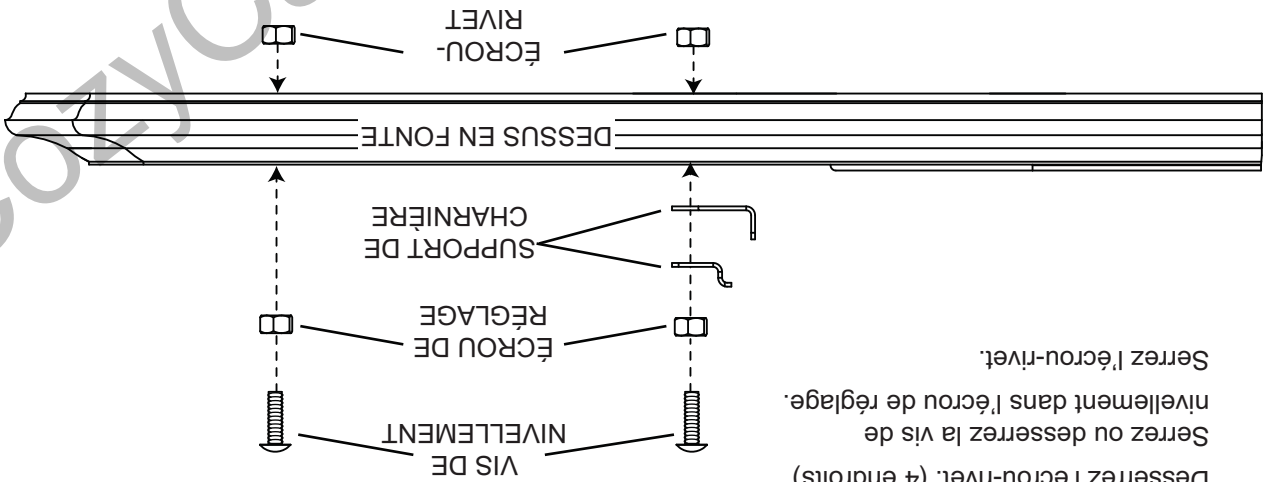 Desserrez l'écrou-rivet. (4 endroits)
Serrez ou desserrez la vis de
nivellement dans l'écrou de réglage.
Serrez l'écrou-rivet.
VIS DE
NIVELLEMENT
ÉCROU DE
RÉGLAGE
SUPPORT DE
CHARNIÈRE
DESSUS EN FONTE
ÉCROU-
RIVET